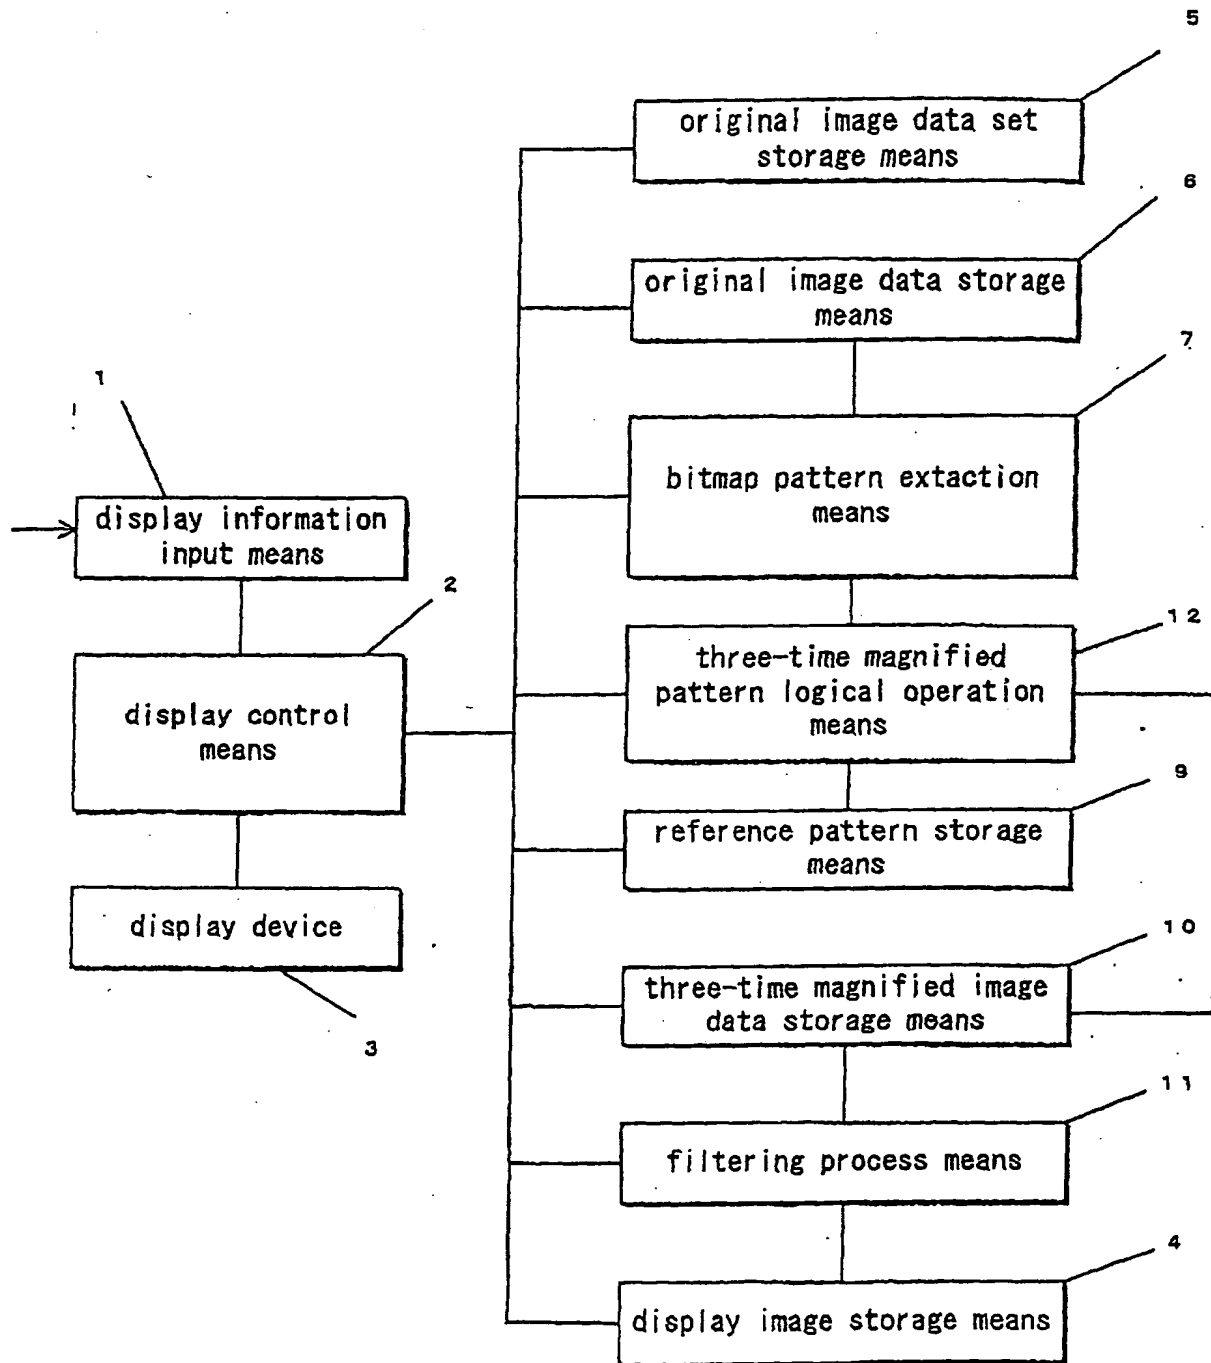 5
original image data set
storage means
6
original image data storage
means
7
bitmap pattern extaction
means
1
display information
input means
2
display control
means
12
three-time magnified
pattern logical operation
means
9
reference pattern storage
means
display device
3
10
three-time magnified image
data storage means
11
filtering process means
4
display image storage means